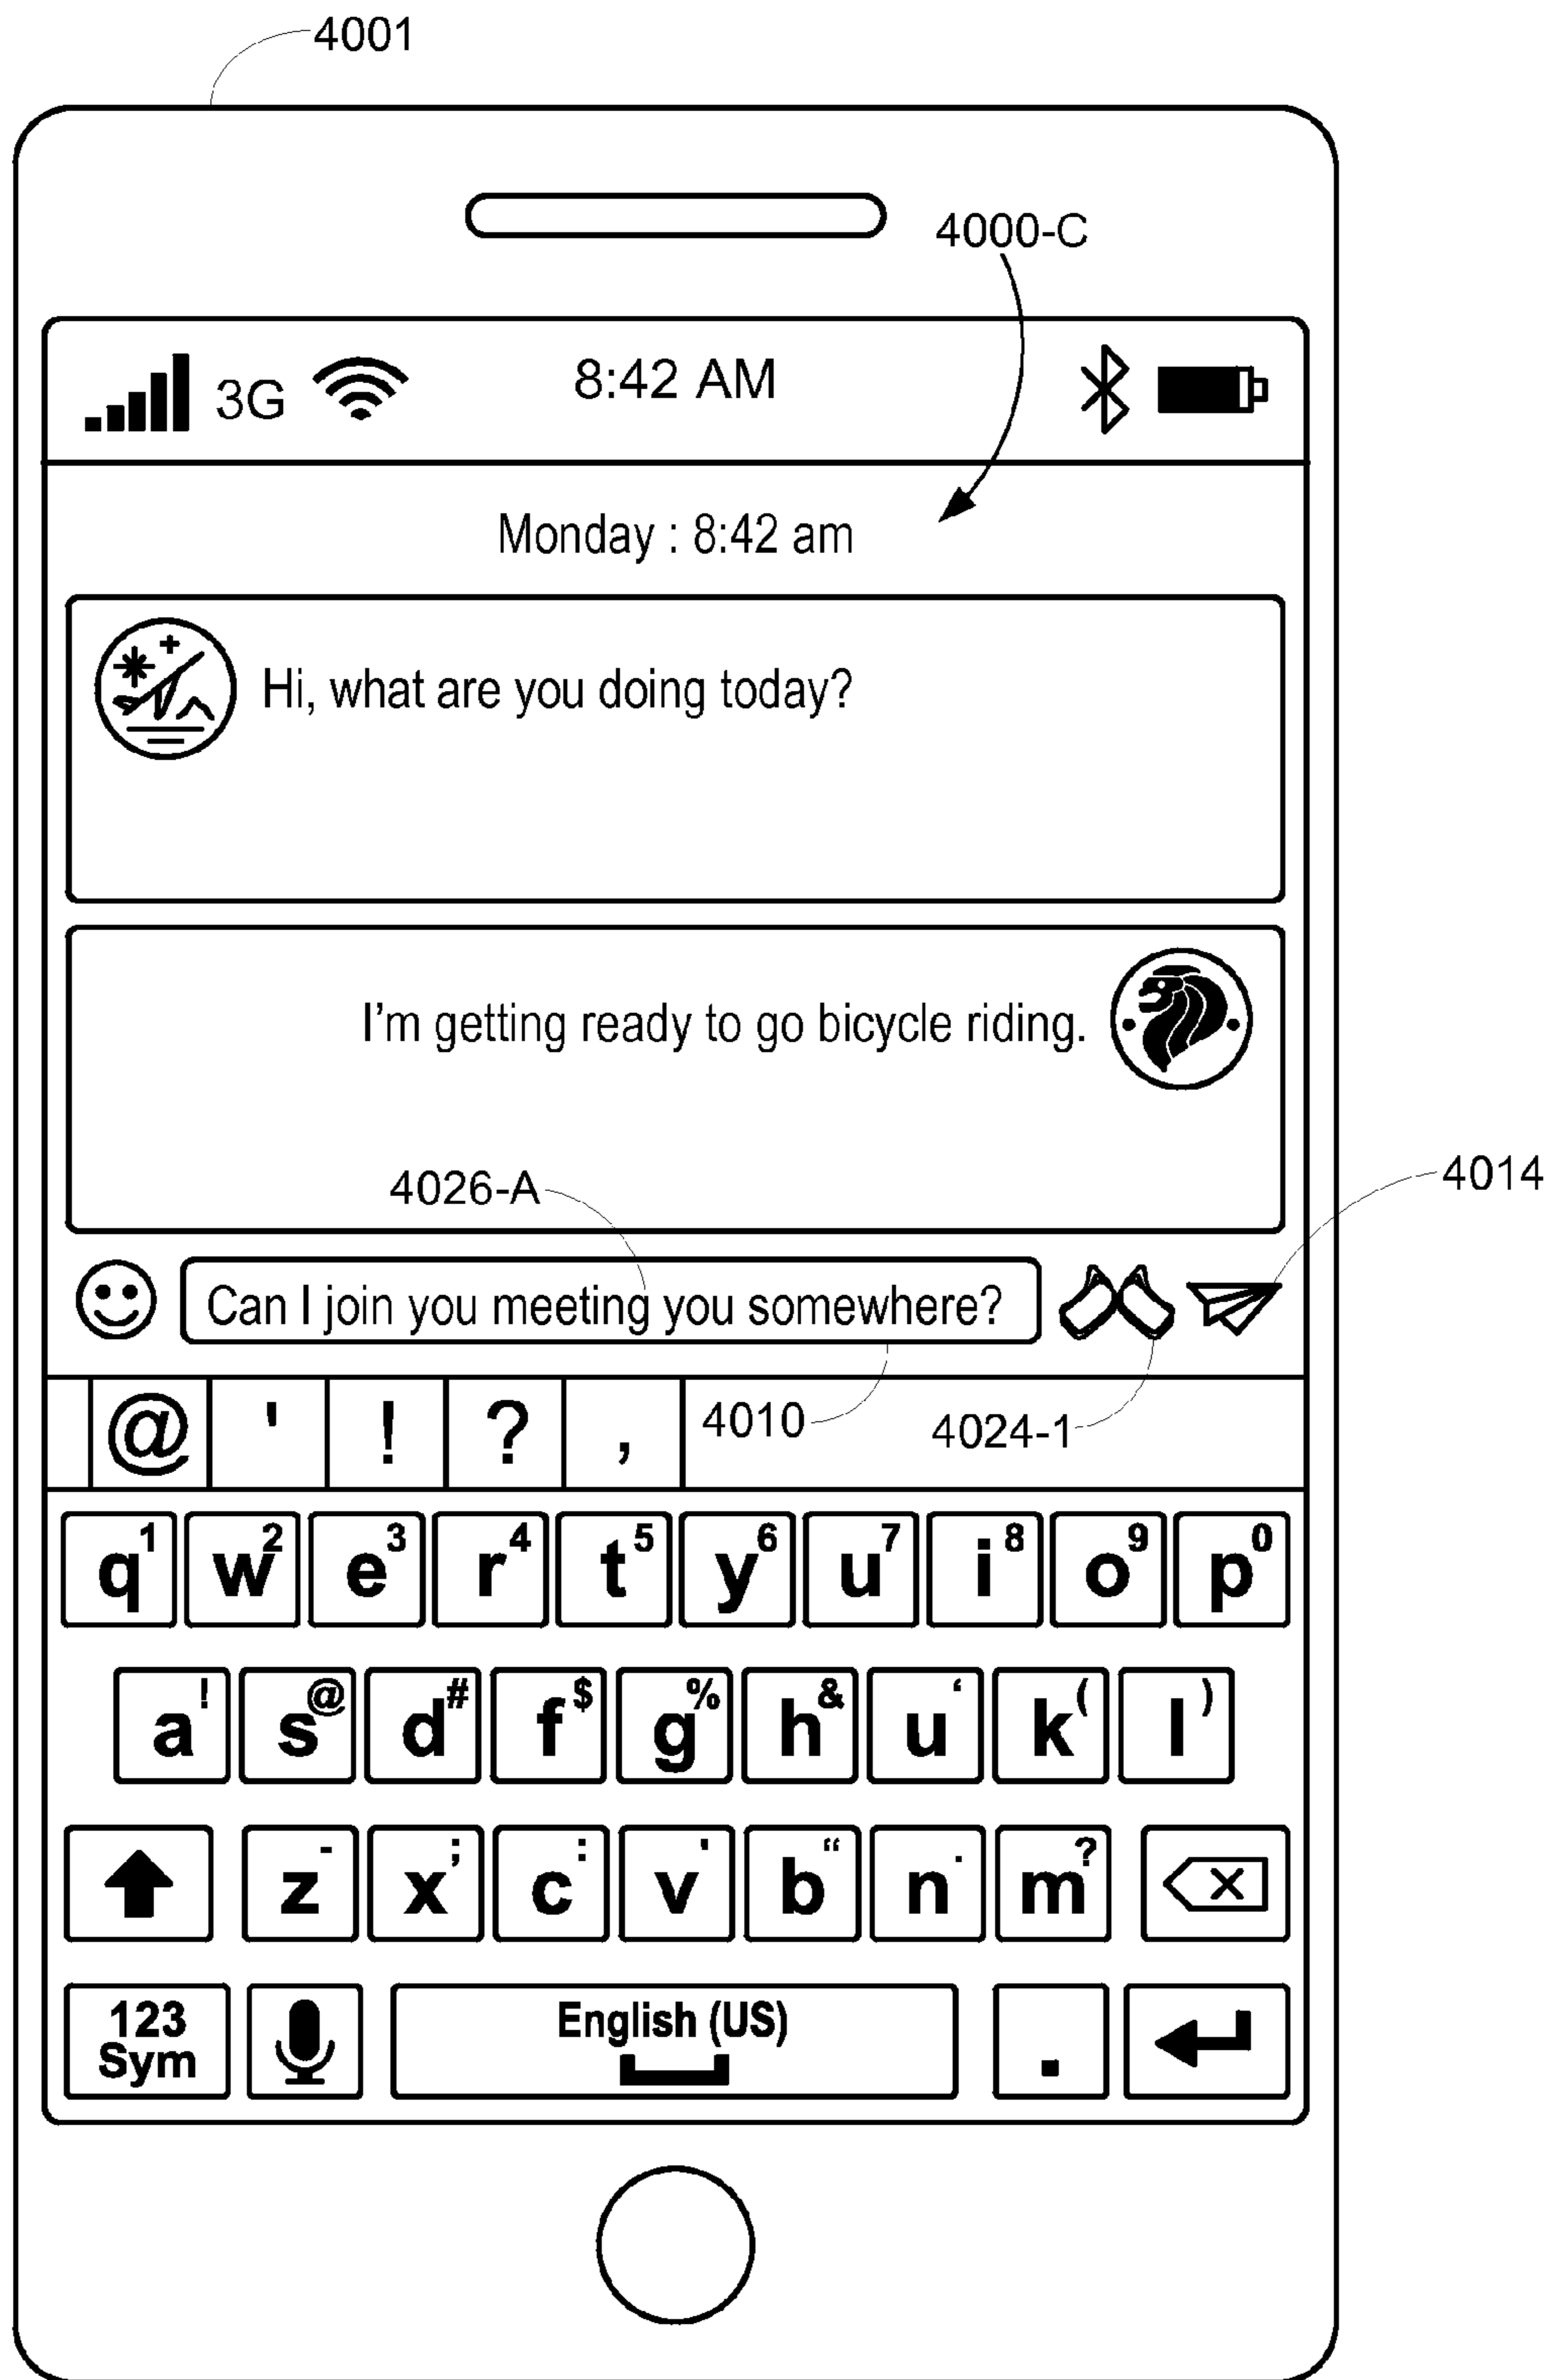 4001
4000-C
3G 8:42 AM
Monday : 8:42 am
Hi, what are you doing today?
I'm getting ready to go bicycle riding.
4026-A
4014
Can I join you meeting you somewhere?
@ ' ! ? , 4010 4024-1
q1 w2 e3 r4 t5 y6 u7 i8 o9 p0
a! s@ d# f$ g% h& u‘ k( l)
z- x; c: v' b“ n. m?
123
Sym
English (US)
.